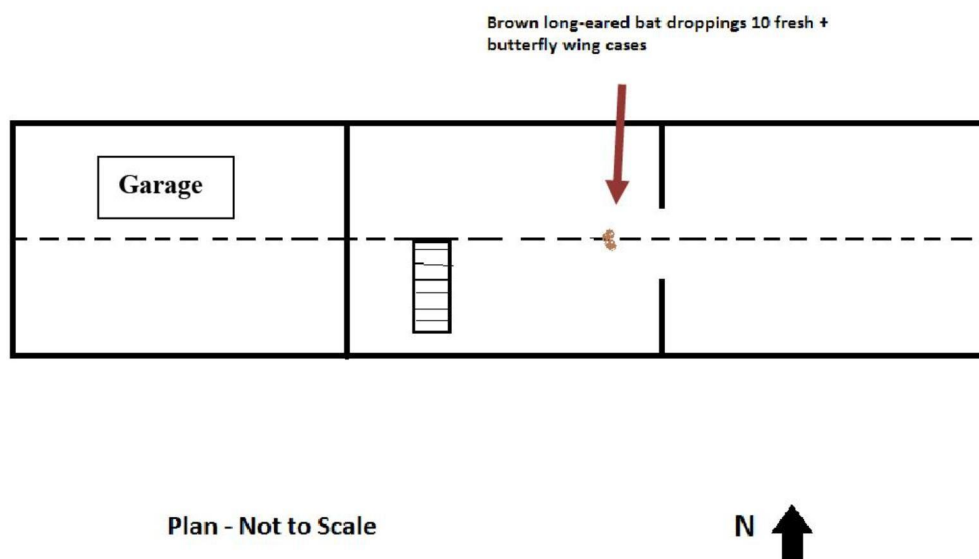 Brown long-eared bat droppings 10 fresh +
butterfly wing cases
Garage
Plan - Not to Scale
N